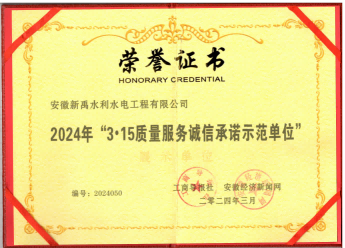 荣誉证书
HONORARY CREDENTIAL
安徽新禹水利水电工程有限公司
2024年“3·15质量服务诚信承诺示范单位”
编号：2024050
工商导报社 安徽经济新闻网
二零二四年三月